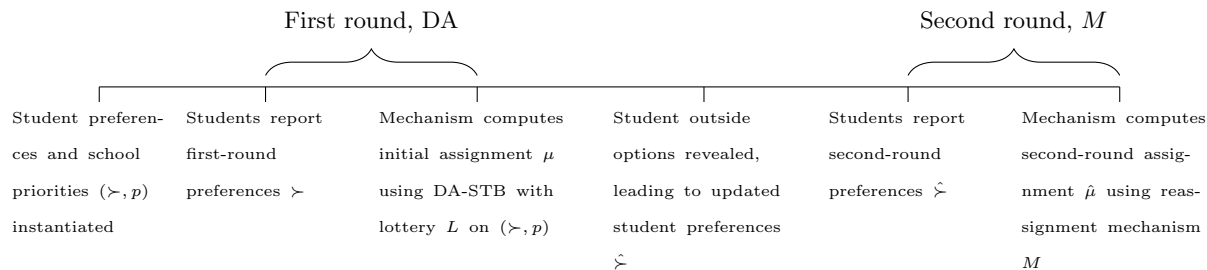 First round, DA
Second round, M
Student preferen-
ces and school
priorities (≻, p)
instantiated
Students report
first-round
preferences ≻
Mechanism computes
initial assignment μ
using DA-STB with
lottery L on (≻, p)
Student outside
options revealed,
leading to updated
student preferences
≻̂
Students report
second-round
preferences ≻̂
Mechanism computes
second-round assig-
nment μ̂ using reas-
signment mechanism
M